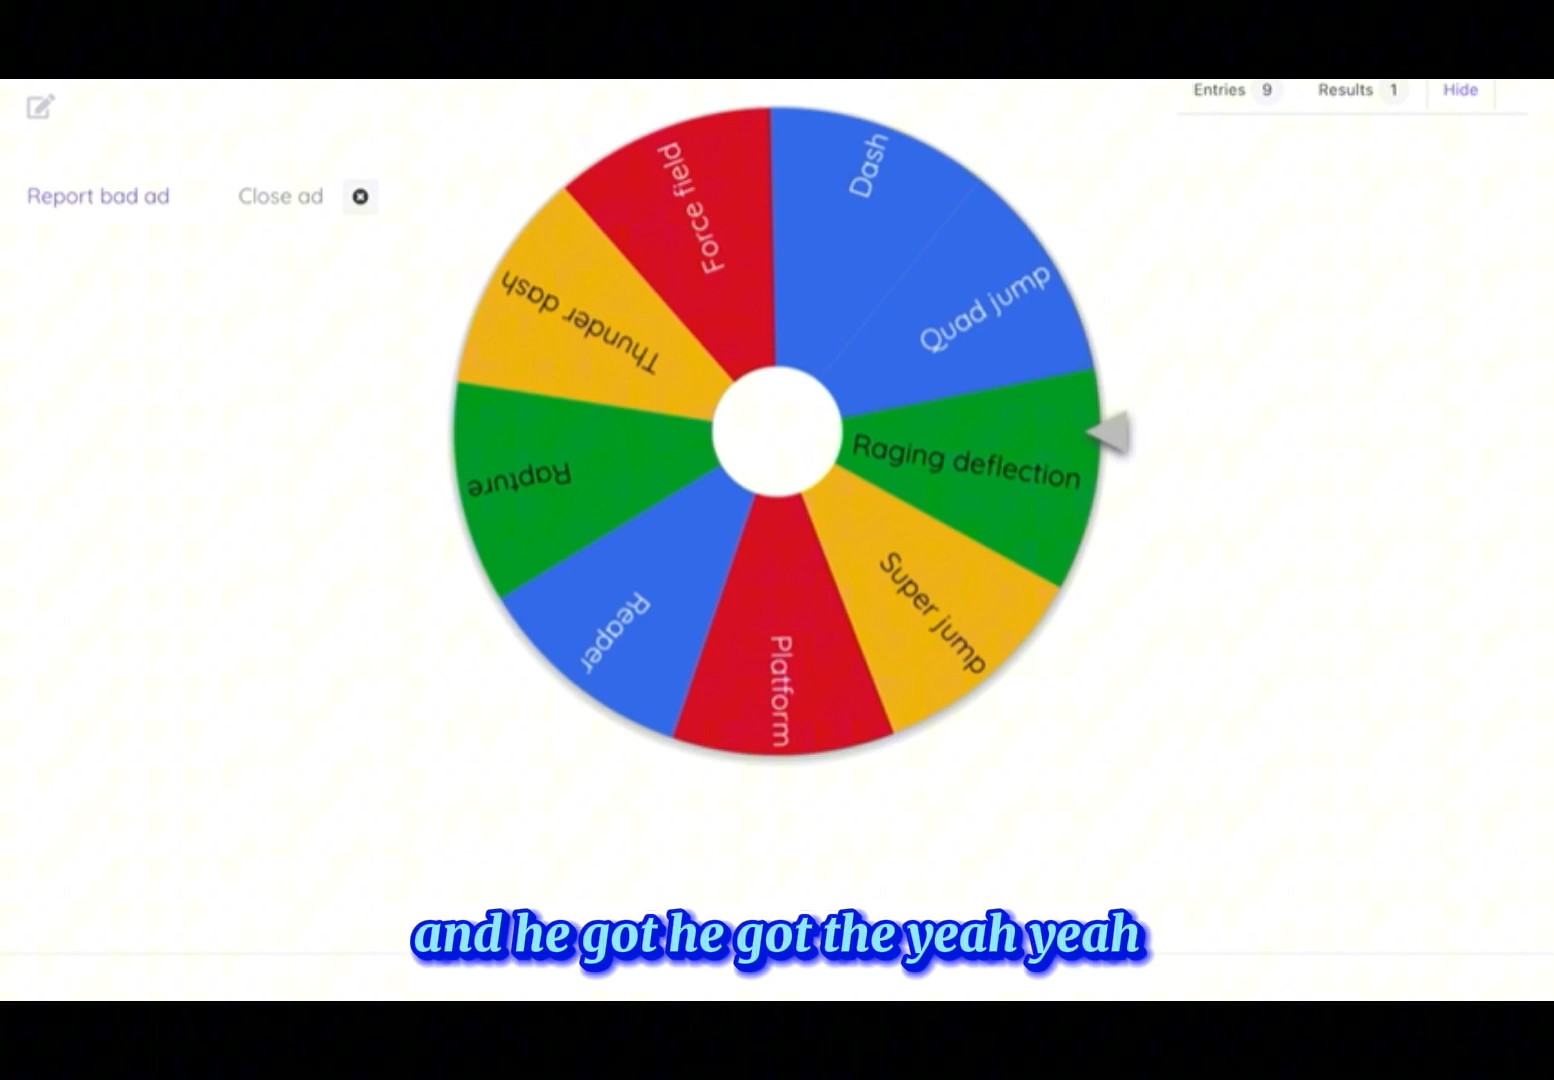 Entries 9 Results 1 Hide
Report bad ad Close ad
Dash
Quad jump
Raging deflection
Super jump
Platform
Reaper
Rapture
Thunder dash
Force field
and he got he got the yeah yeah